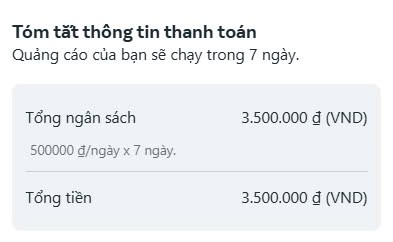 Tóm tắt thông tin thanh toán
Quảng cáo của bạn sẽ chạy trong 7 ngày.
Tổng ngân sách 3.500.000 ₫ (VND)
500000 ₫/ngày x 7 ngày.
Tổng tiền 3.500.000 ₫ (VND)